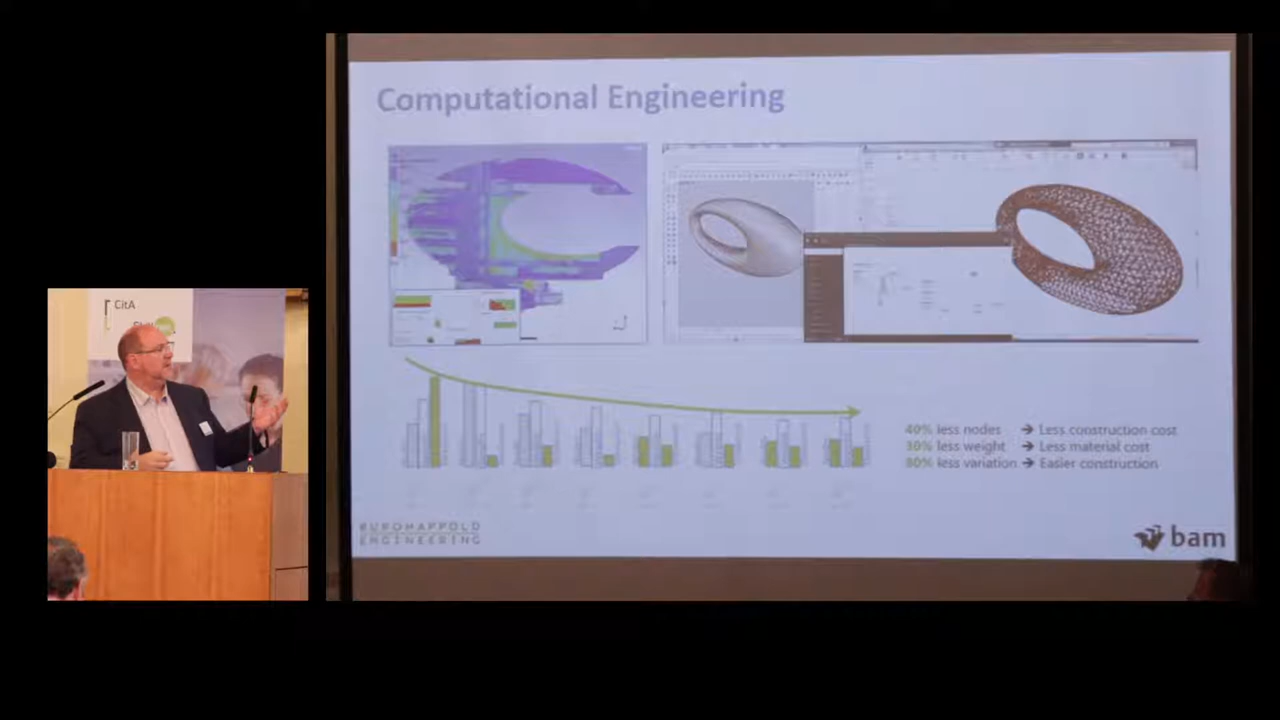 Computational Engineering
CitA
40% less nodes → Less construction cost
30% less weight → Less material cost
80% less variation → Easier construction
BUROHAPPOLD
ENGINEERING
bam